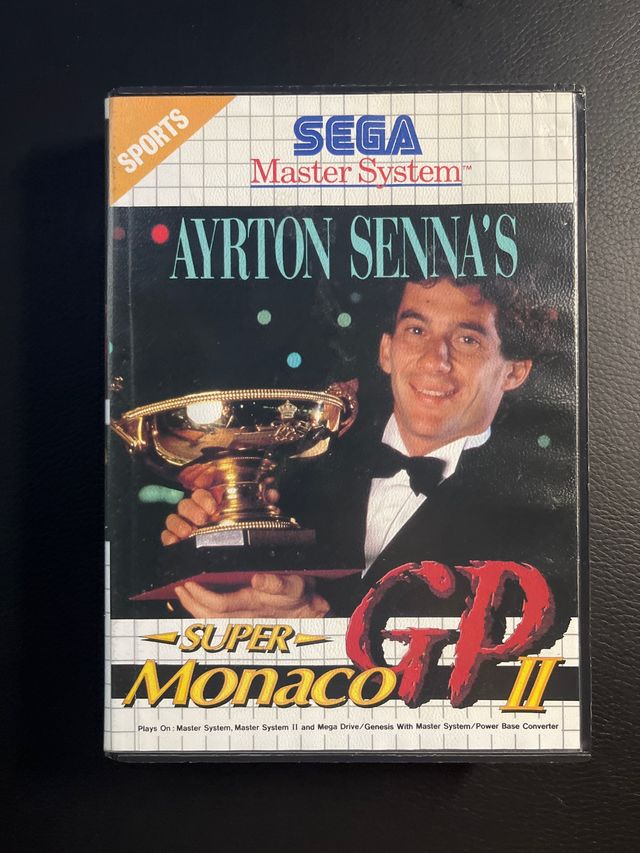 SPORTS
SEGA
Master System™
AYRTON SENNA'S
SUPER
Monaco GP II
Plays On : Master System, Master System II and Mega Drive/Genesis With Master System/Power Base Converter